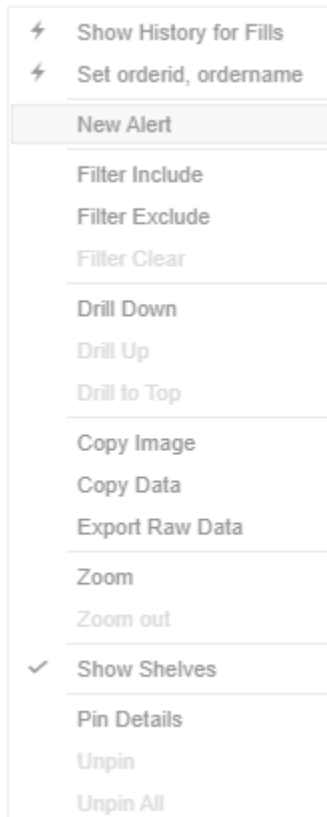 Show History for Fills
Set orderid, ordername
New Alert
Filter Include
Filter Exclude
Filter Clear
Drill Down
Drill Up
Drill to Top
Copy Image
Copy Data
Export Raw Data
Zoom
Zoom out
Show Shelves
Pin Details
Unpin
Unpin All